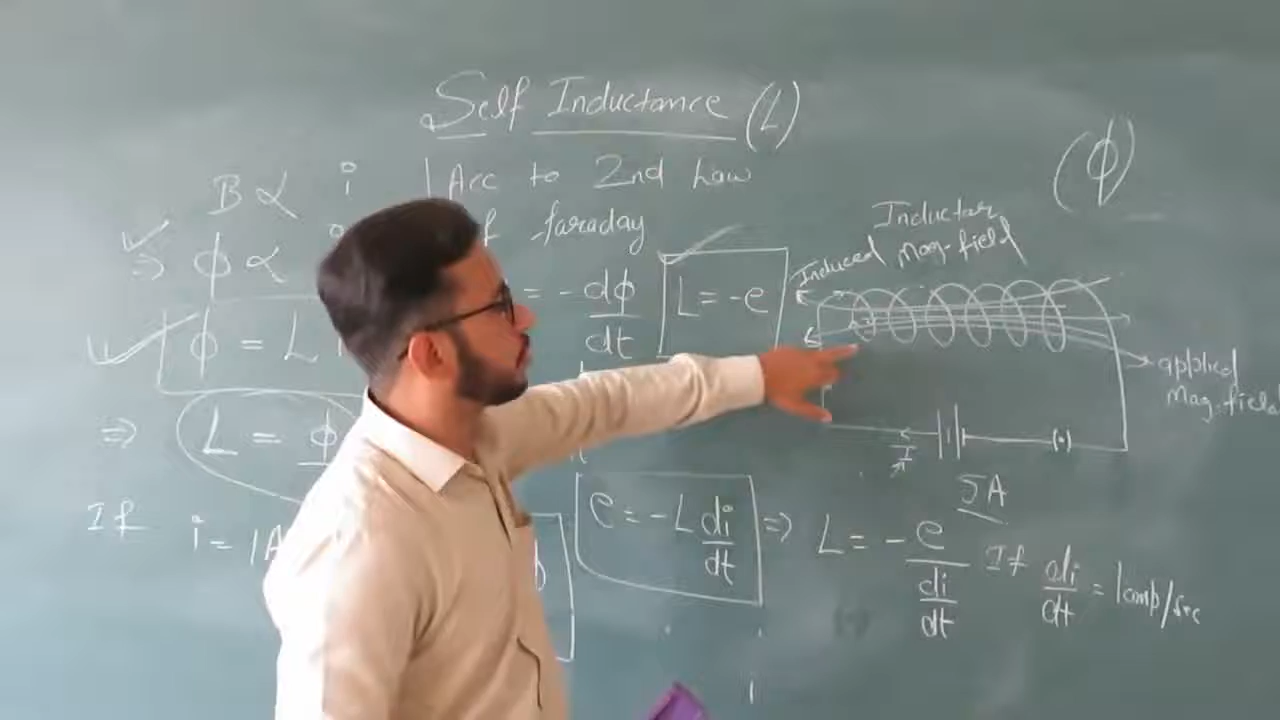 Self Inductance (L)
B ∝ i
⇒ ϕ ∝
ϕ = L
⇒ L = ϕ
If i = 1A
Acc to 2nd Law
faraday
= -dϕ/dt
L = -e
e = -L di/dt ⇒ L = -e/(di/dt) If di/dt = 1amp/sec
(ϕ)
Inductor
Induced Mag-field
applied
Mag-field
I
(·)
5A